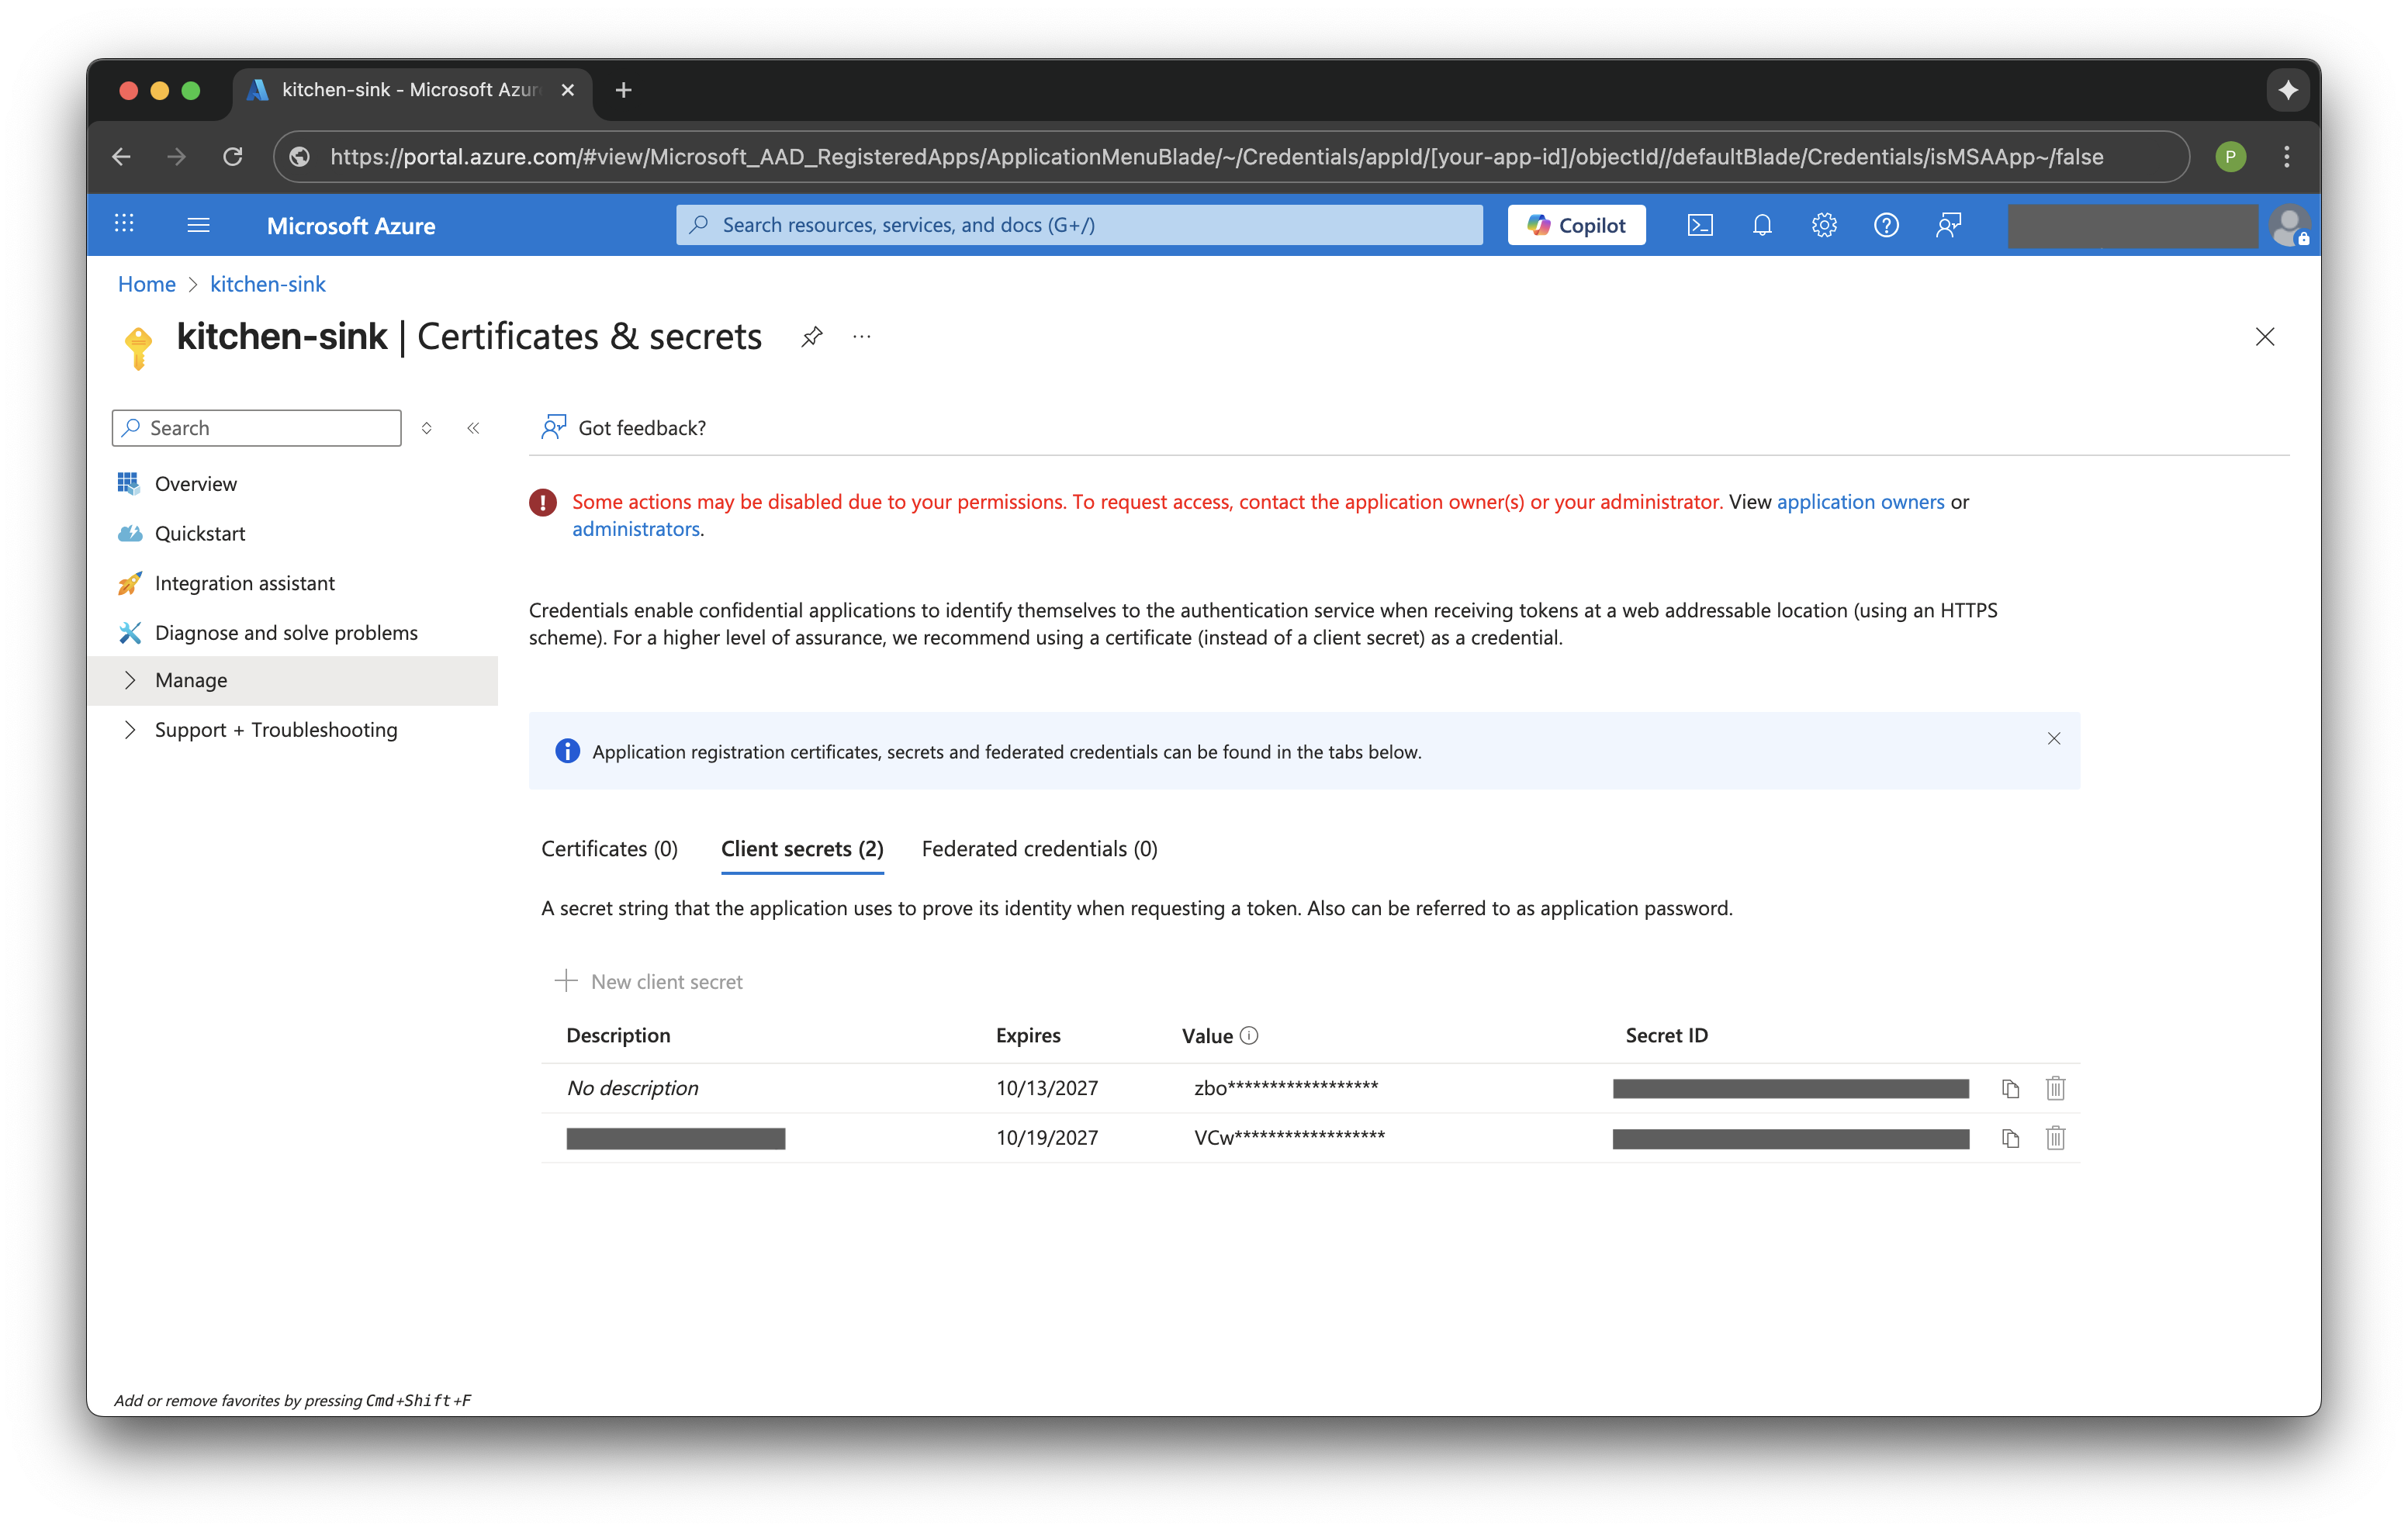 kitchen-sink - Microsoft Azur
https://portal.azure.com/#view/Microsoft_AAD_RegisteredApps/ApplicationMenuBlade/~/Credentials/appId/[your-app-id]/objectId//defaultBlade/Credentials/isMSAApp~/false
P
Microsoft Azure
Search resources, services, and docs (G+/)
Copilot
Home > kitchen-sink
kitchen-sink | Certificates & secrets
Search
Got feedback?
Overview
Quickstart
Integration assistant
Diagnose and solve problems
Manage
Support + Troubleshooting
Some actions may be disabled due to your permissions. To request access, contact the application owner(s) or your administrator. View application owners or
administrators.
Credentials enable confidential applications to identify themselves to the authentication service when receiving tokens at a web addressable location (using an HTTPS
scheme). For a higher level of assurance, we recommend using a certificate (instead of a client secret) as a credential.
Application registration certificates, secrets and federated credentials can be found in the tabs below.
Certificates (0) Client secrets (2) Federated credentials (0)
A secret string that the application uses to prove its identity when requesting a token. Also can be referred to as application password.
New client secret
Description Expires Value Secret ID
No description 10/13/2027 zbo******************
10/19/2027 VCw******************
Add or remove favorites by pressing Cmd+Shift+F